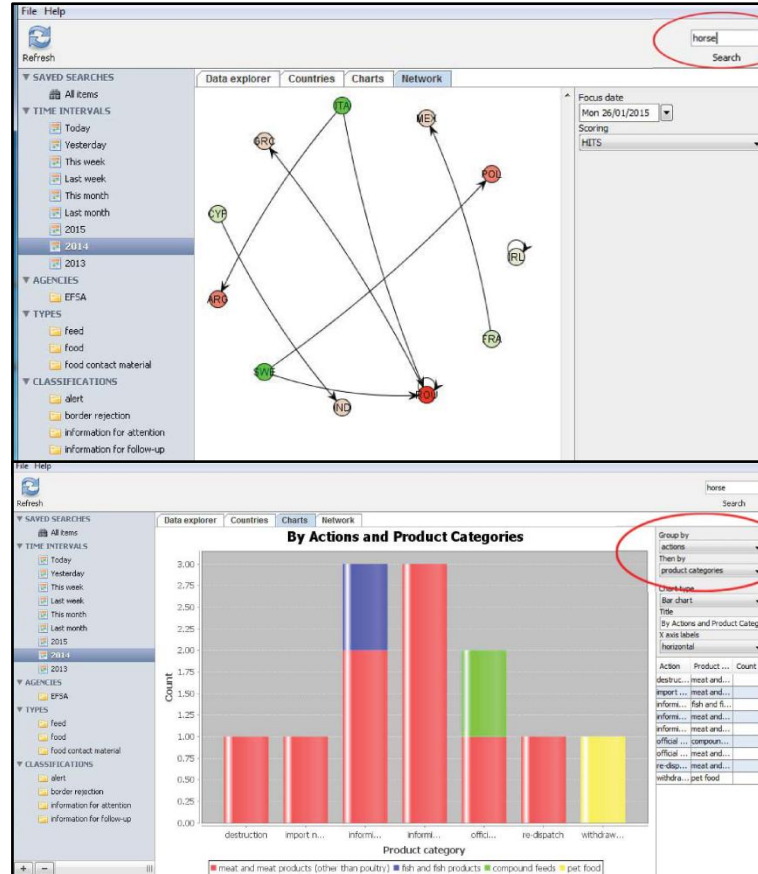 File Help
horse
Refresh
Search
SAVED SEARCHES
All items
TIME INTERVALS
Today
Yesterday
This week
Last week
This month
Last month
2015
2014
2013
AGENCIES
EFSA
TYPES
feed
food
food contact material
CLASSIFICATIONS
alert
border rejection
information for attention
information for follow-up
Data explorer Countries Charts Network
ITA
MEX
GRC
POL
CYP
IRL
ARG
FRA
SWE
ROU
IND
Focus date
Mon 26/01/2015
Scoring
HITS
File Help
horse
Refresh
Search
SAVED SEARCHES
All items
TIME INTERVALS
Today
Yesterday
This week
Last week
This month
Last month
2015
2014
2013
AGENCIES
EFSA
TYPES
feed
food
food contact material
CLASSIFICATIONS
alert
border rejection
information for attention
information for follow-up
Data explorer Countries Charts Network
By Actions and Product Categories
3.00
2.75
2.50
2.25
2.00
1.75
1.50
1.25
1.00
0.75
0.50
0.25
0.00
Count
destruction import n... informi... informi... offici... re-dispatch withdraw...
Product category
meat and meat products (other than poultry) fish and fish products compound feeds pet food
Group by
actions
Then by
product categories
Chart type
Bar chart
Title
By Actions and Product Categ
X axis labels
horizontal
Action Product ... Count
destruc... meat and...
import ... meat and...
informi... fish and fi...
informi... meat and...
informi... meat and...
official ... compoun...
official ... meat and...
re-disp... meat and...
withdra... pet food